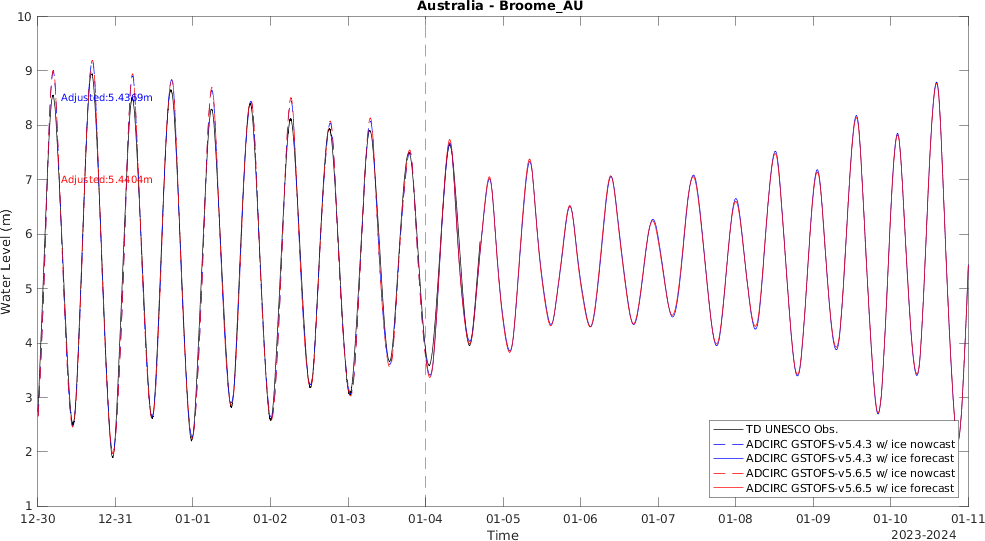 Australia - Broome_AU
10
9
Adjusted:5.4369m
8
7
Adjusted:5.4404m
6
Water Level (m)
5
4
3
TD UNESCO Obs.
ADCIRC GSTOFS-v5.4.3 w/ ice nowcast
2
ADCIRC GSTOFS-v5.4.3 w/ ice forecast
ADCIRC GSTOFS-v5.6.5 w/ ice nowcast
ADCIRC GSTOFS-v5.6.5 w/ ice forecast
1
12-30 12-31 01-01 01-02 01-03 01-04 01-05 01-06 01-07 01-08 01-09 01-10 01-11
Time
2023-2024